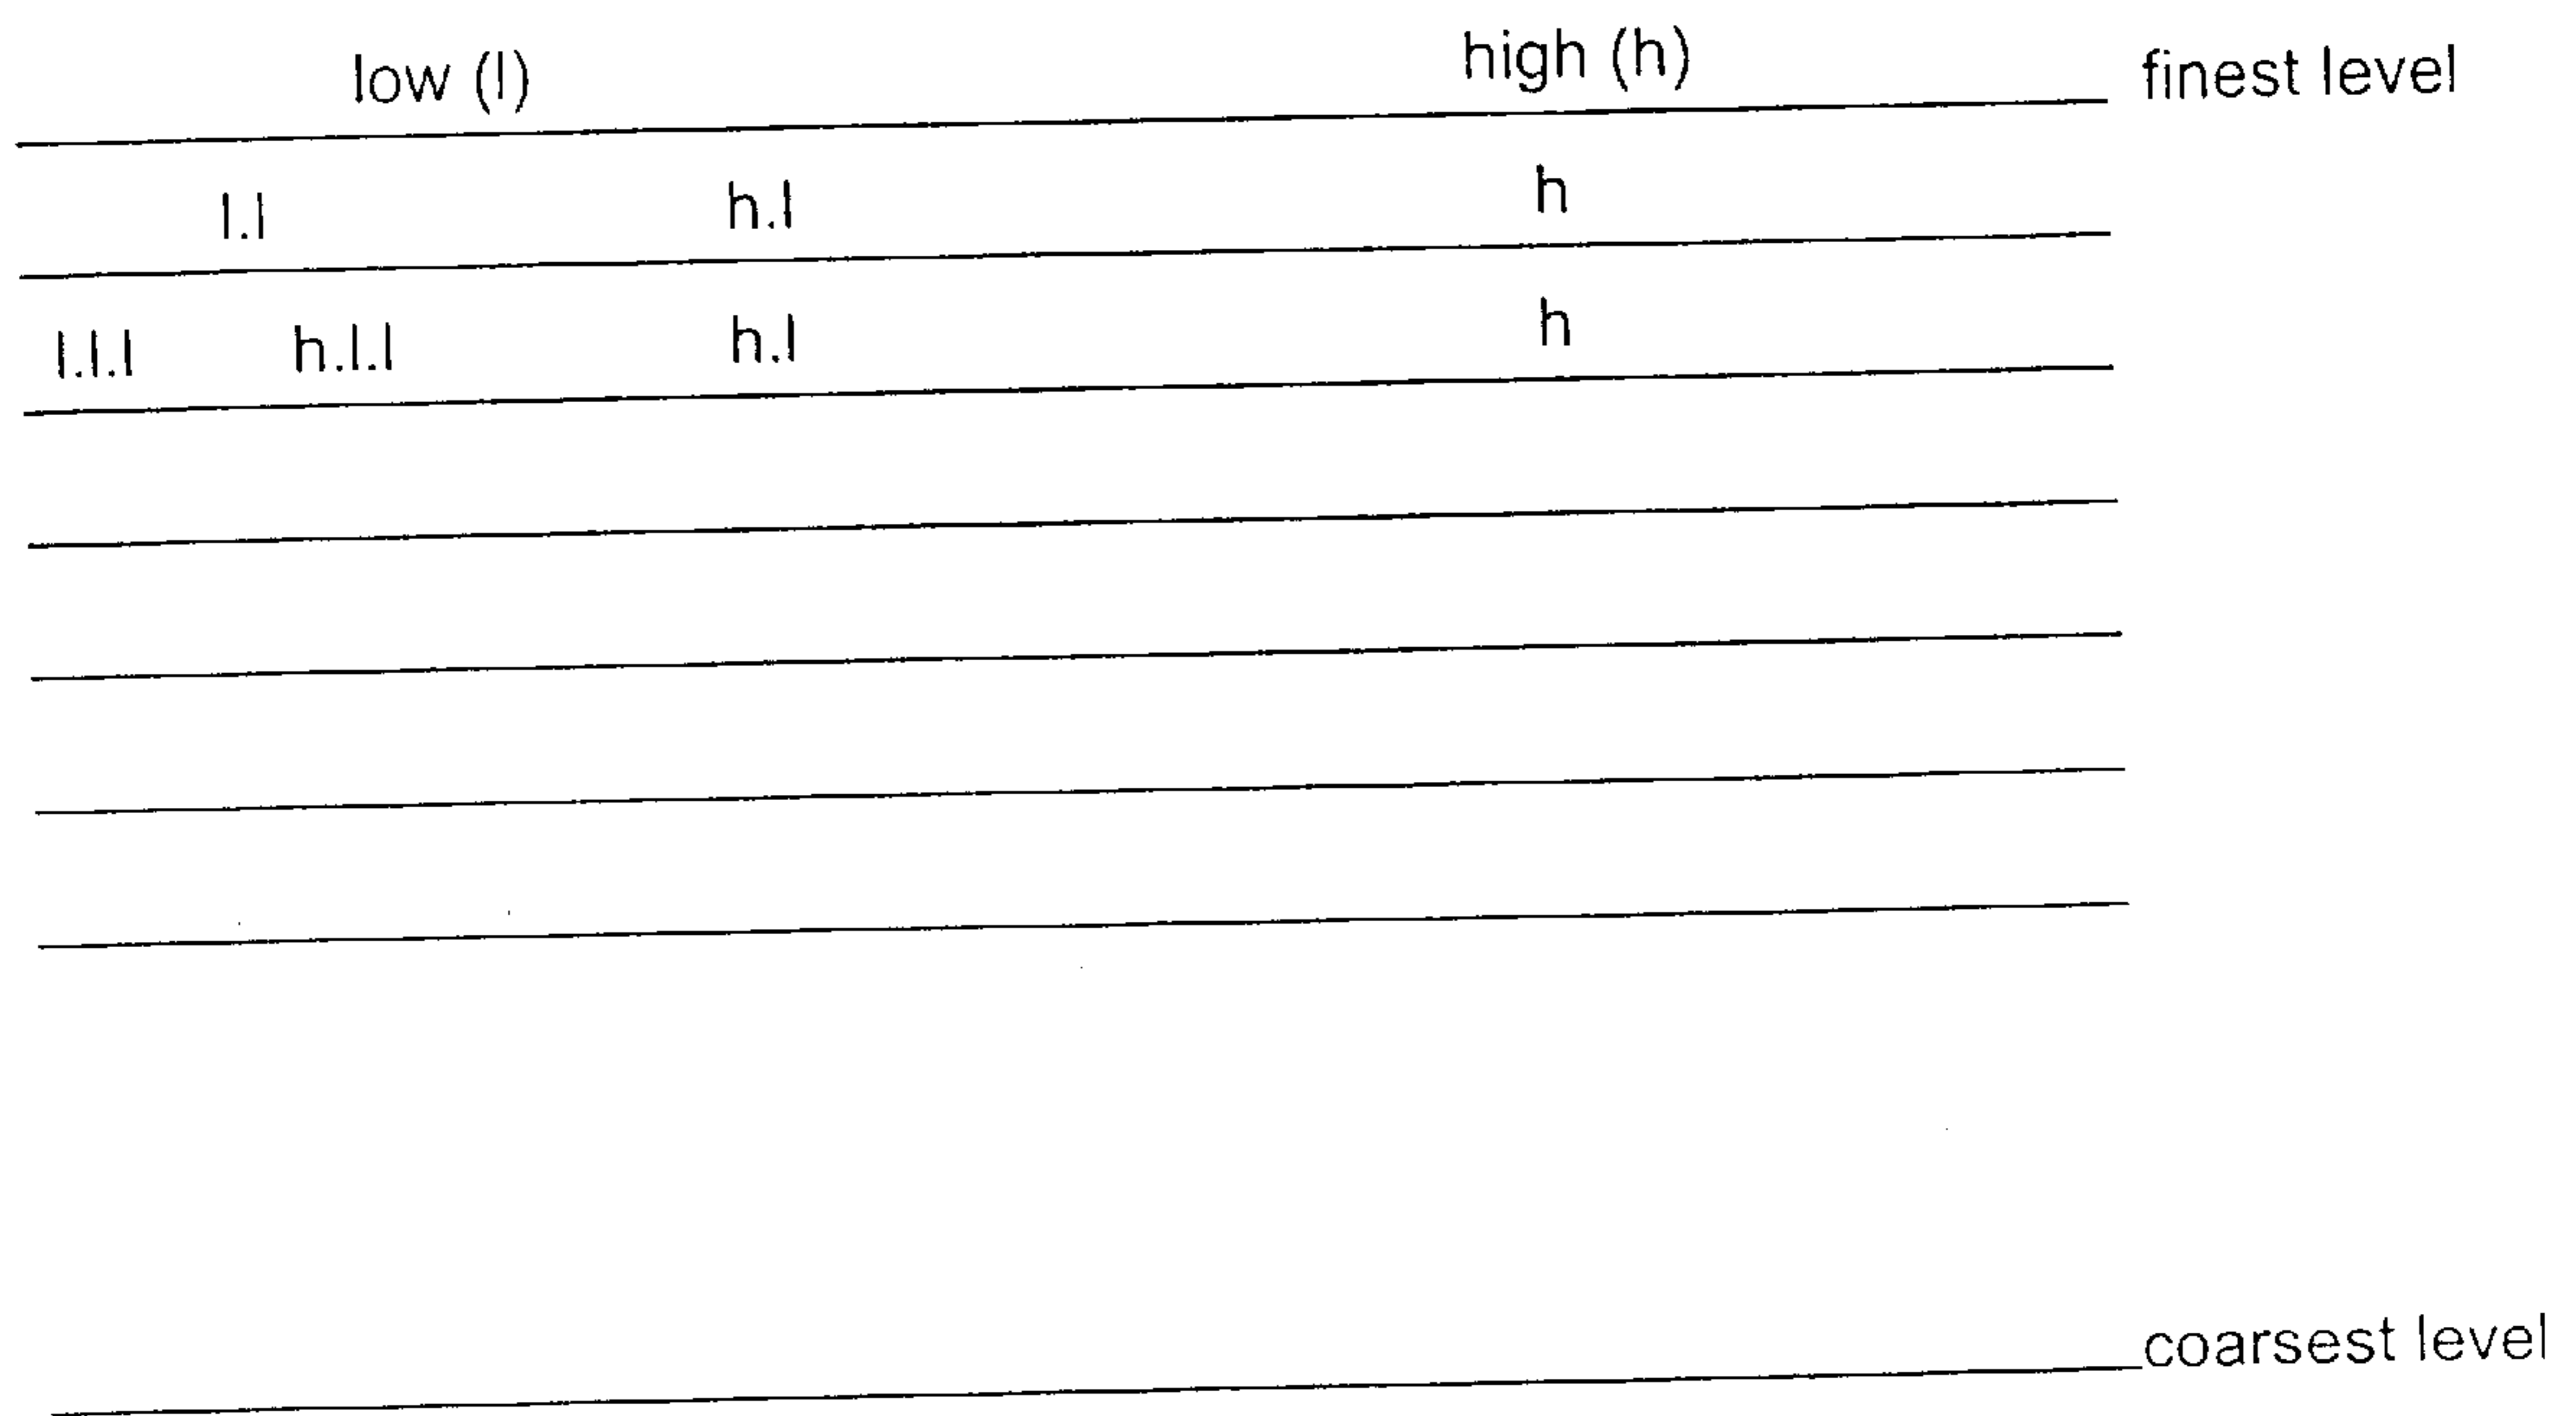 low (l) high (h) finest level
l.l h.l h
l.l.l h.l.l h.l h
coarsest level